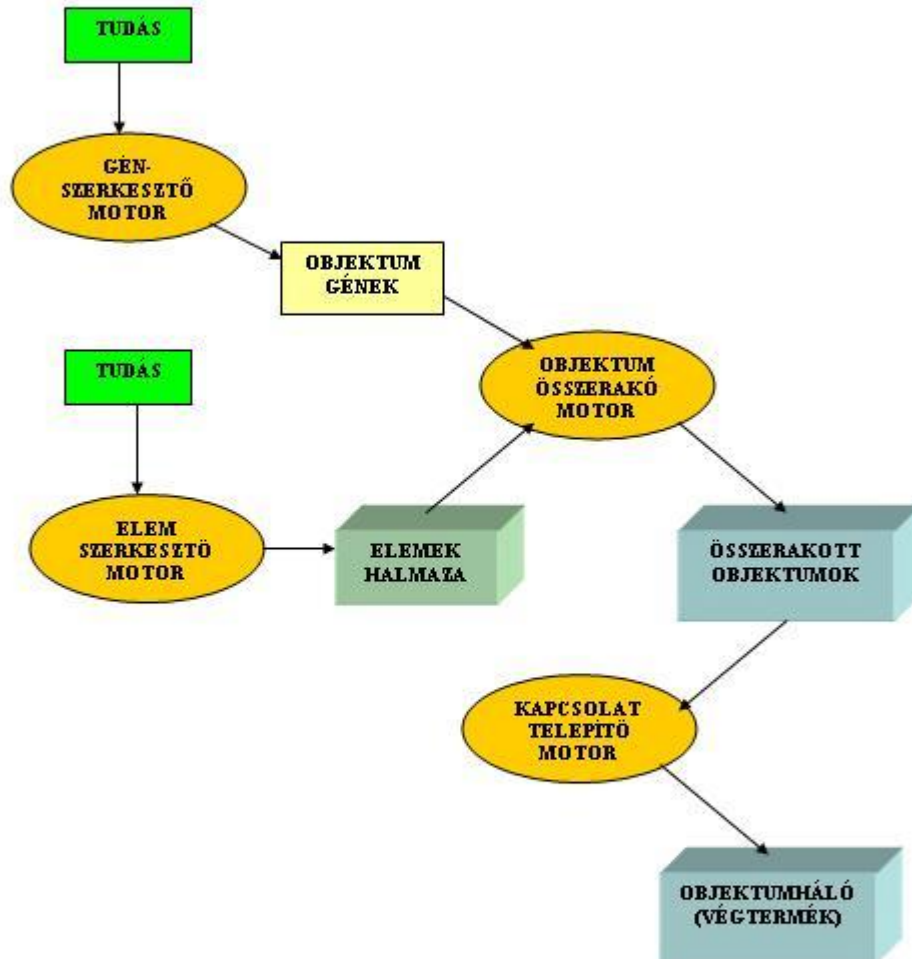 TUDÁS
GÉN-
SZERKESZTŐ
MOTOR
OBJEKTUM
GÉNEK
TUDÁS
OBJEKTUM
ÖSSZERAKÓ
MOTOR
ELEM
SZERKESZTŐ
MOTOR
ELEMEK
HALMAZA
ÖSSZERAKOTT
OBJEKTUMOK
KAPCSOLAT
TELEPÍTŐ
MOTOR
OBJEKTUMHÁLÓ
(VÉGTERMÉK)